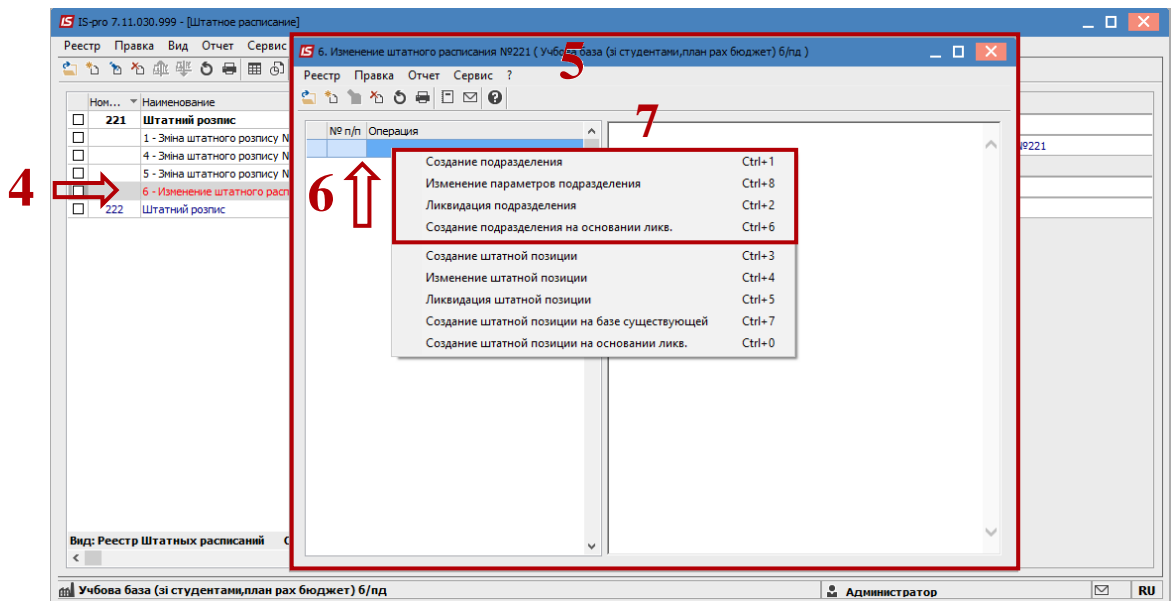 IS-pro 7.11.030.999 - [Штатное расписание]
Реестр Правка Вид Отчет Сервис
Ном... Наименование
221 Штатний розпис
1 - Зміна штатного розпису N
4 - Зміна штатного розпису N
5 - Зміна штатного розпису N
6 - Изменение штатного расп
222 Штатний розпис
№221
4
5
6. Изменение штатного расписания №221 ( Учбова база (зі студентами,план рах бюджет) б/пд )
Реестр Правка Отчет Сервис ?
7
№ п/п Операция
6
Создание подразделения Ctrl+1
Изменение параметров подразделения Ctrl+8
Ликвидация подразделения Ctrl+2
Создание подразделения на основании ликв. Ctrl+6
Создание штатной позиции Ctrl+3
Изменение штатной позиции Ctrl+4
Ликвидация штатной позиции Ctrl+5
Создание штатной позиции на базе существующей Ctrl+7
Создание штатной позиции на основании ликв. Ctrl+0
Вид: Реестр Штатных расписаний
Учбова база (зі студентами,план рах бюджет) б/пд Администратор RU